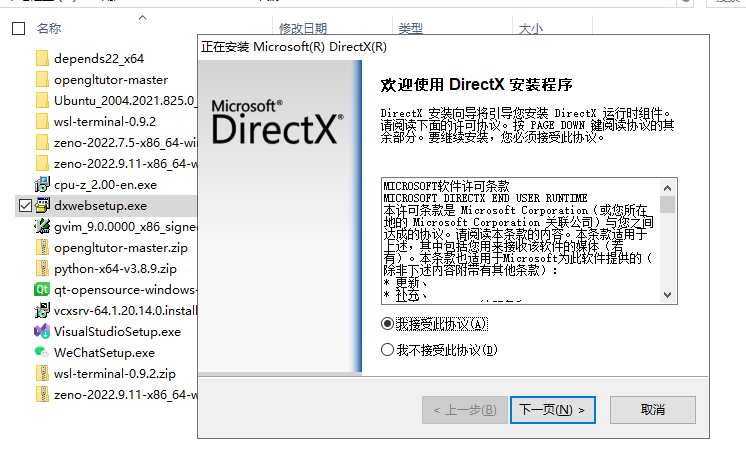 名称
修改日期
类型
大小
depends22_x64
opengltutor-master
Ubuntu_2004.2021.825.0_
wsl-terminal-0.9.2
zeno-2022.7.5-x86_64-win
zeno-2022.9.11-x86_64-w
cpu-z_2.00-en.exe
dxwebsetup.exe
gvim_9.0.0000_x86_signe
opengltutor-master.zip
python-x64-v3.8.9.zip
qt-opensource-windows-
vcxsrv-64.1.20.14.0.install
VisualStudioSetup.exe
WeChatSetup.exe
wsl-terminal-0.9.2.zip
zeno-2022.9.11-x86_64-w
正在安装 Microsoft(R) DirectX(R)
Microsoft®
DirectX®
欢迎使用 DirectX 安装程序
DirectX 安装向导将引导您安装 DirectX 运行时组件。
请阅读下面的许可协议。按 PAGE DOWN 键阅读协议的其
余部分。要继续安装，您必须接受此协议。
MICROSOFT软件许可条款
MICROSOFT DIRECTX END USER RUNTIME
本许可条款是 Microsoft Corporation（或您所在
地的 Microsoft Corporation 关联公司）与您之间
达成的协议。请阅读本条款的内容。本条款适用于
上述，其中包括您用来接收该软件的媒体（若
有）。本条款也适用于Microsoft为此软件提供的（
除非下述内容附带有其他条款）：
* 更新、
* 补充、
我接受此协议(A)
我不接受此协议(D)
< 上一步(B)
下一页(N) >
取消